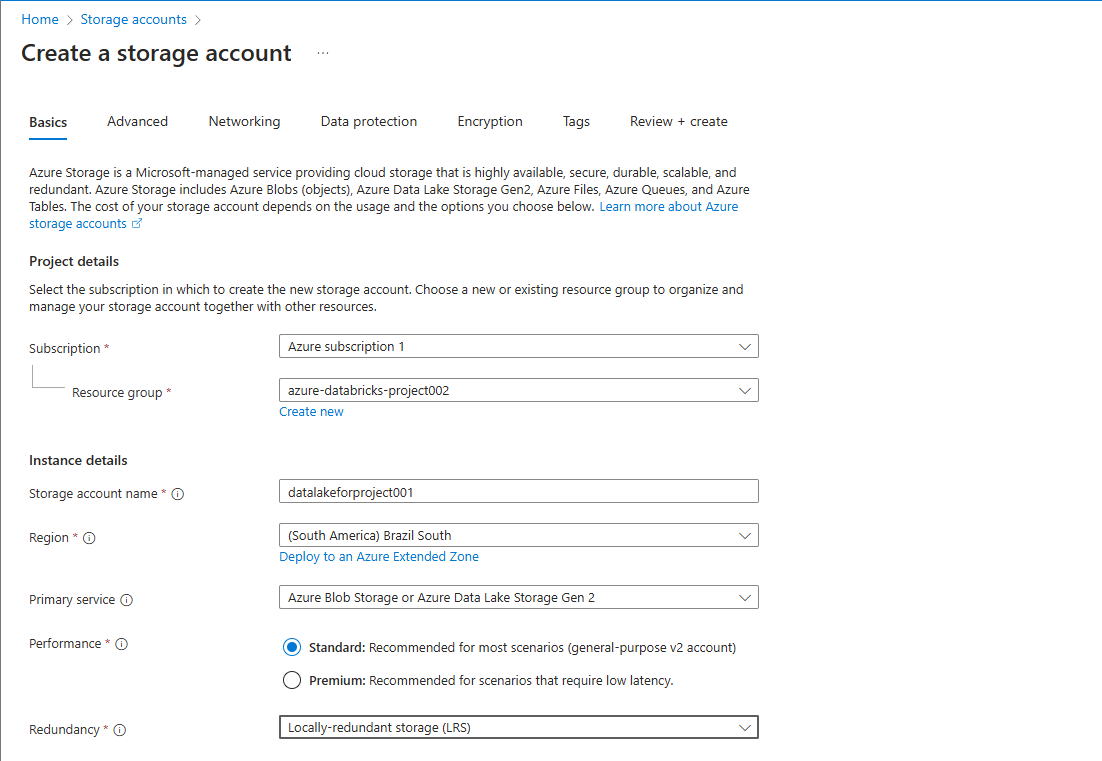 Home > Storage accounts >
Create a storage account ...
Basics Advanced Networking Data protection Encryption Tags Review + create
Azure Storage is a Microsoft-managed service providing cloud storage that is highly available, secure, durable, scalable, and
redundant. Azure Storage includes Azure Blobs (objects), Azure Data Lake Storage Gen2, Azure Files, Azure Queues, and Azure
Tables. The cost of your storage account depends on the usage and the options you choose below. Learn more about Azure
storage accounts
Project details
Select the subscription in which to create the new storage account. Choose a new or existing resource group to organize and
manage your storage account together with other resources.
Subscription * Azure subscription 1
Resource group * azure-databricks-project002
Create new
Instance details
Storage account name * datalakeforproject001
Region * (South America) Brazil South
Deploy to an Azure Extended Zone
Primary service Azure Blob Storage or Azure Data Lake Storage Gen 2
Performance * Standard: Recommended for most scenarios (general-purpose v2 account)
Premium: Recommended for scenarios that require low latency.
Redundancy * Locally-redundant storage (LRS)